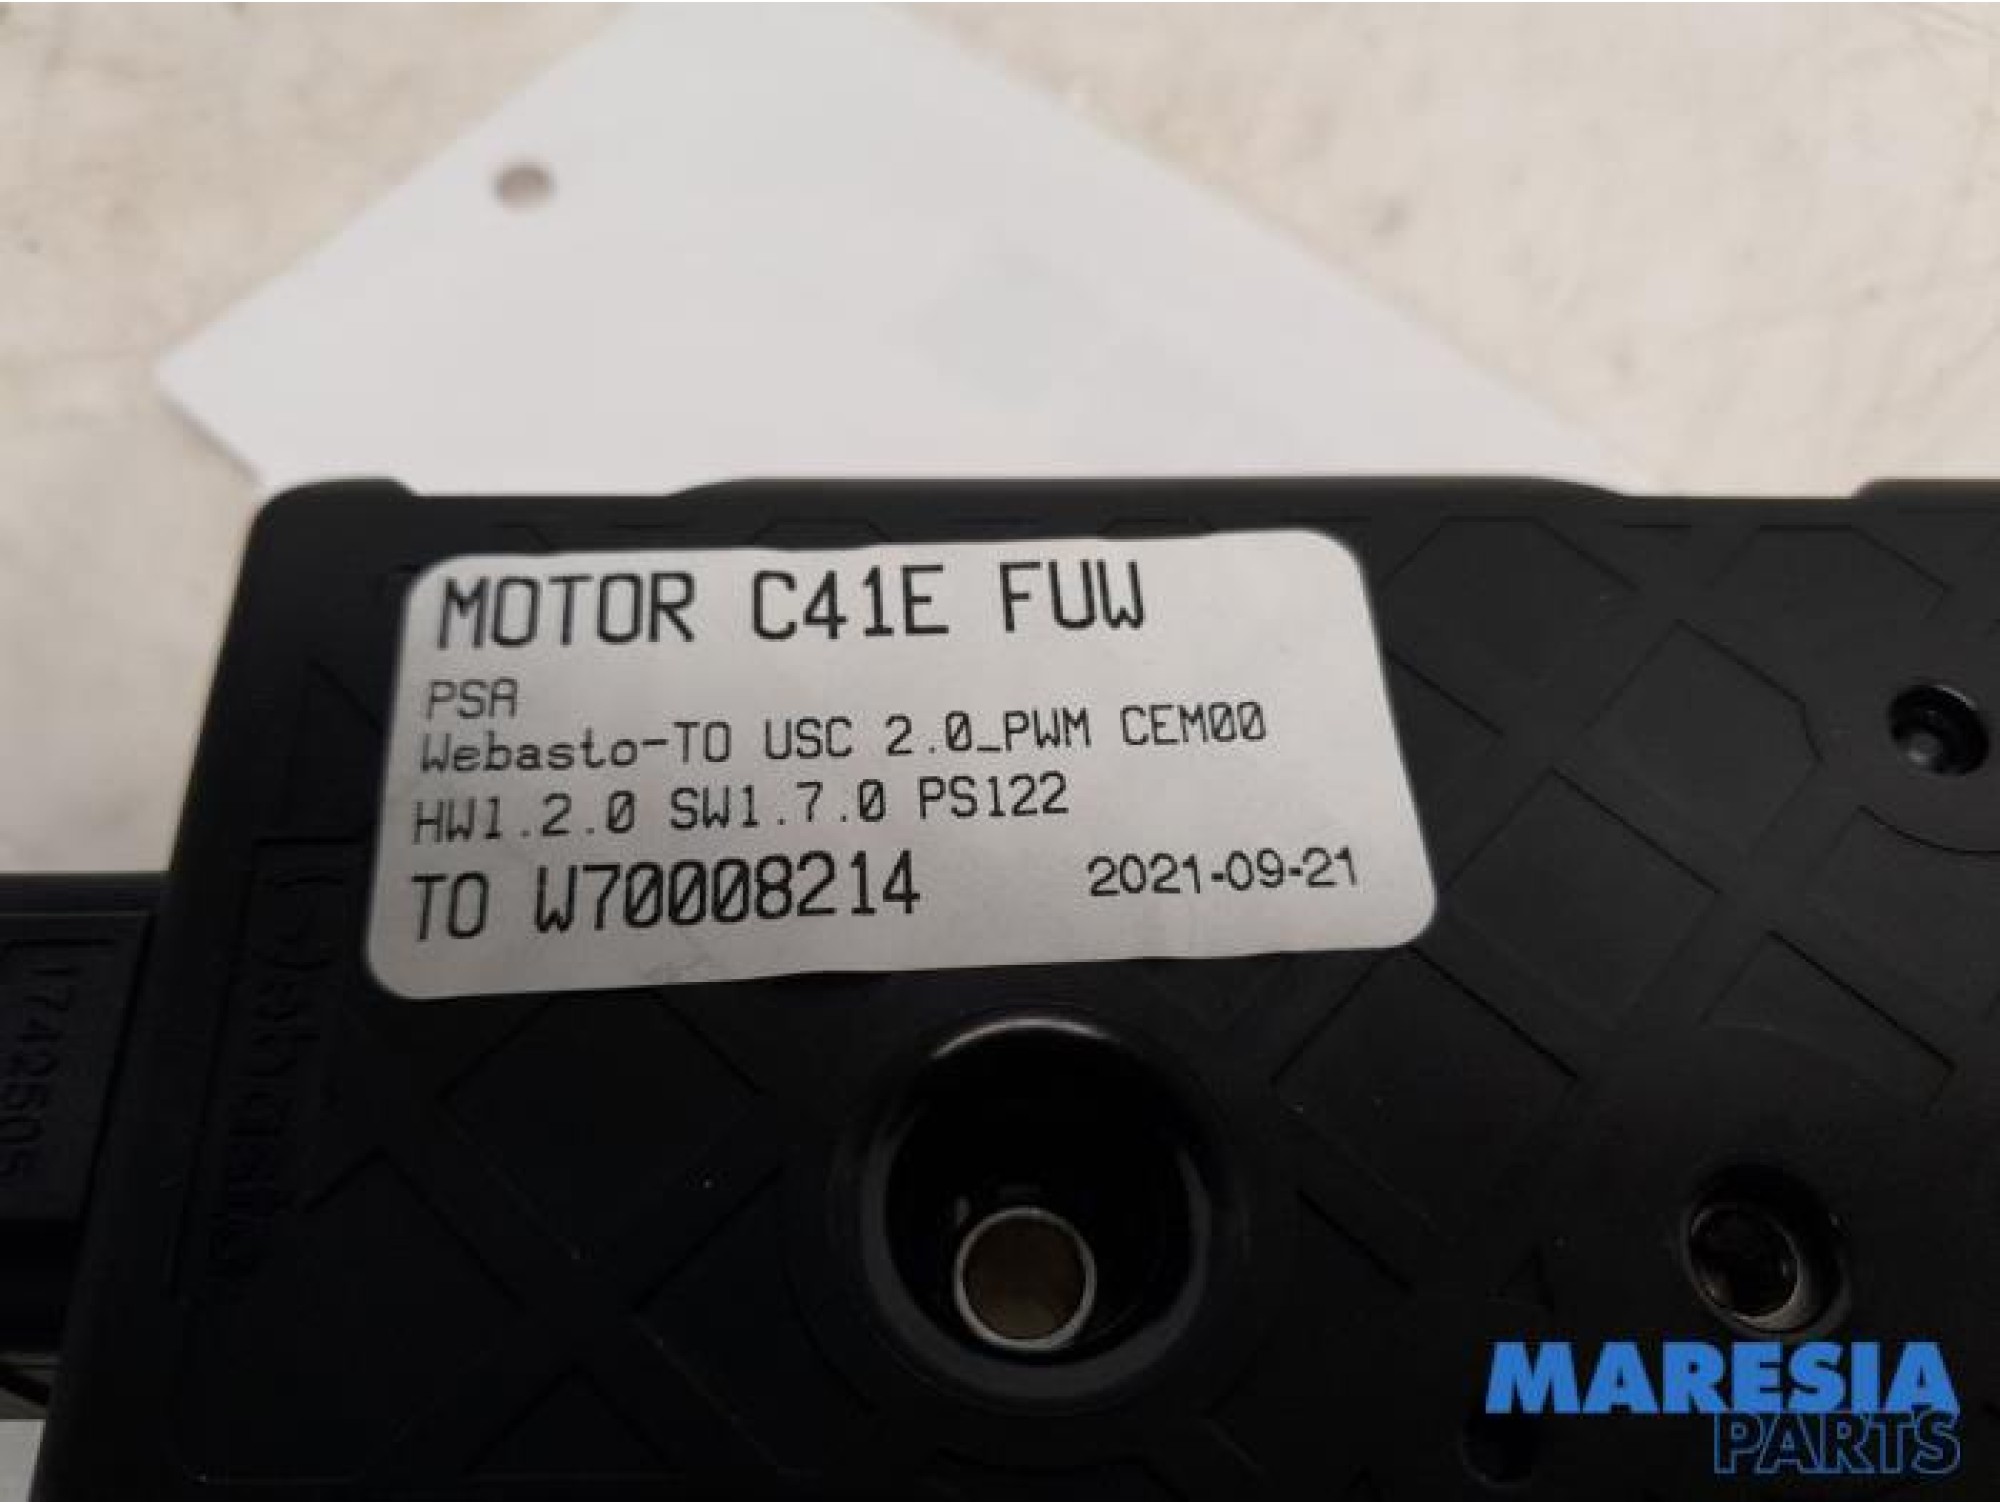 MOTOR C41E FUW
PSA
Webasto-TO USC 2.0_PWM CEM00
HW1.2.0 SW1.7.0 PS122
TO W70008214 2021-09-21
Webasto
MARESIA
PARTS